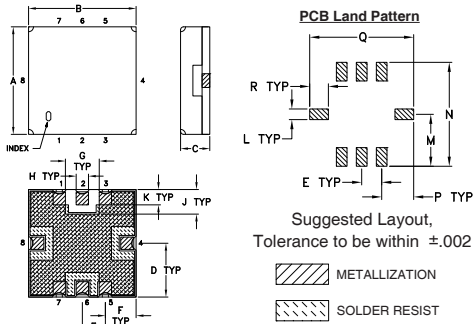 B
7 6 5
A
8
4
INDEX
1 2 3
C
PCB Land Pattern
Q
R TYP
L TYP
N
M
E TYP
P TYP
G
TYP
H TYP
1 2 3
K TYP
J TYP
8
4
D TYP
7 6 5
F
TYP
Suggested Layout,
Tolerance to be within ±.002
METALLIZATION
SOLDER RESIST